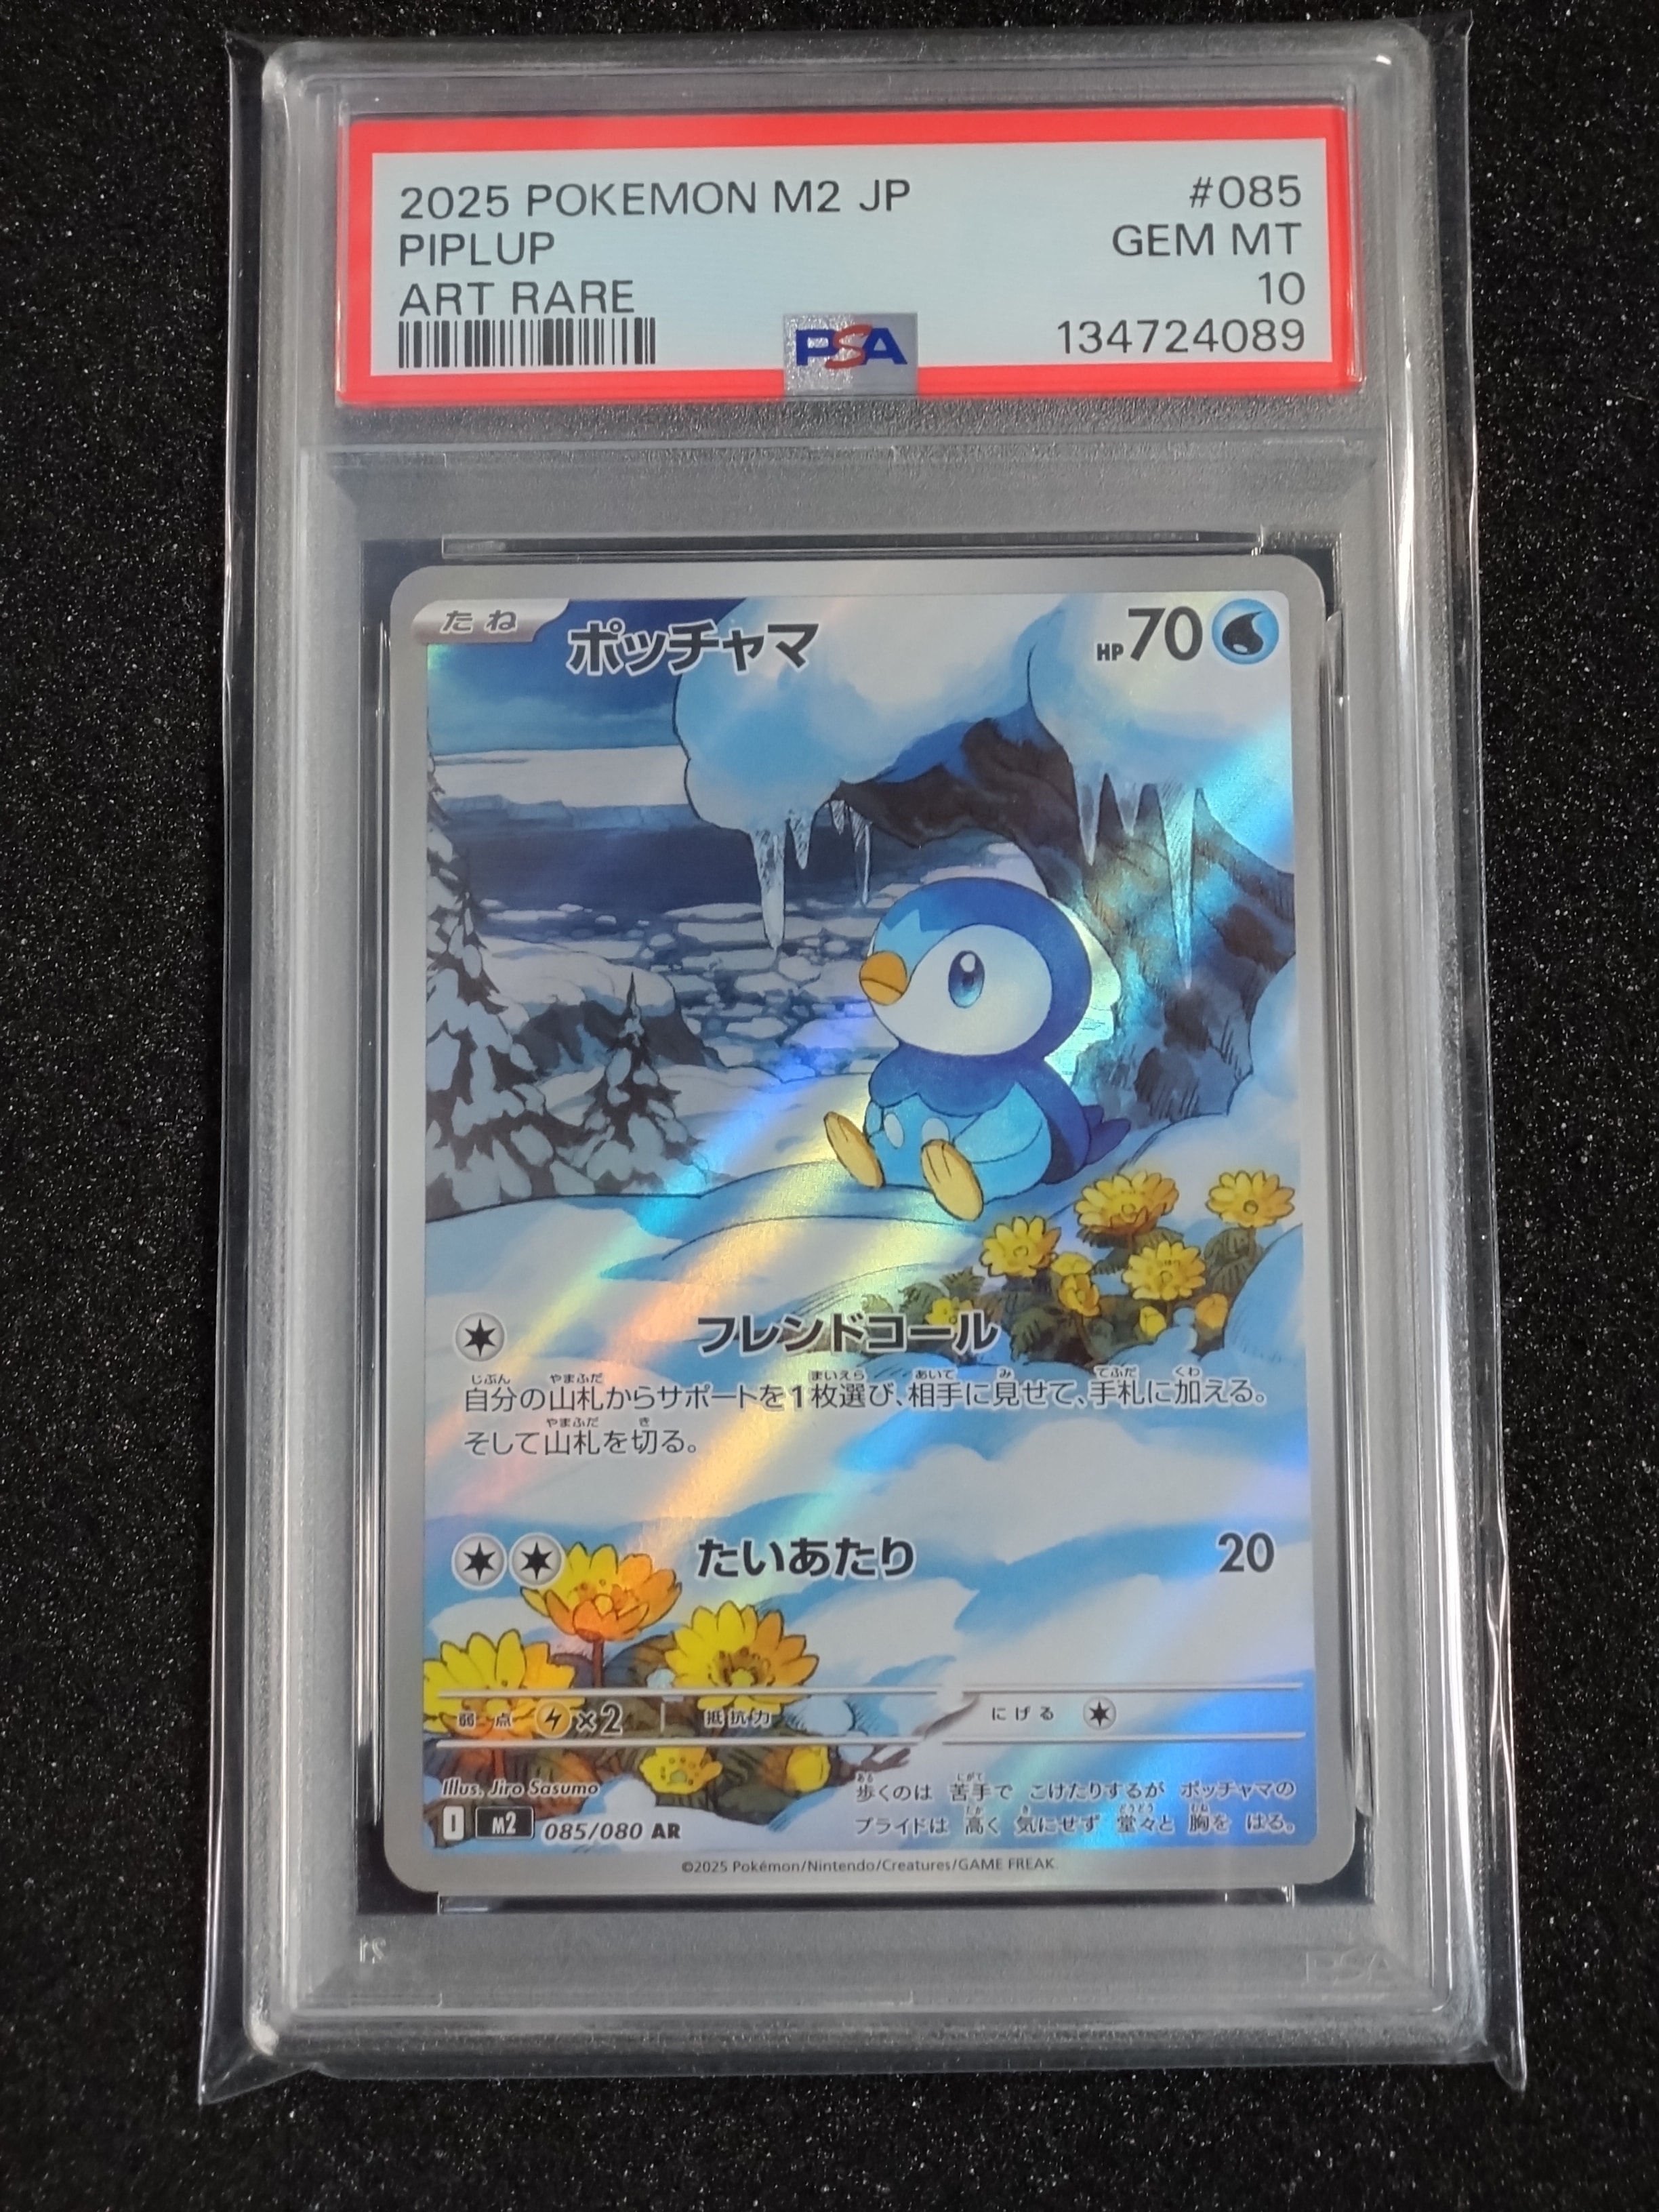 2025 POKEMON M2 JP #085
PIPLUP GEM MT
ART RARE 10
PSA 134724089
たね ポッチャマ HP70
フレンドコール
自分の山札からサポートを1枚選び、相手に見せて、手札に加える。
そして山札を切る。
たいあたり 20
弱点 ×2 抵抗力 にげる
Illus. Jiro Sasumo
歩くのは 苦手で こけたりするが ポッチャマの
プライドは 高く 気にせず 堂々と 胸を はる。
I M2 085/080 AR
©2025 Pokémon/Nintendo/Creatures/GAME FREAK
PSA